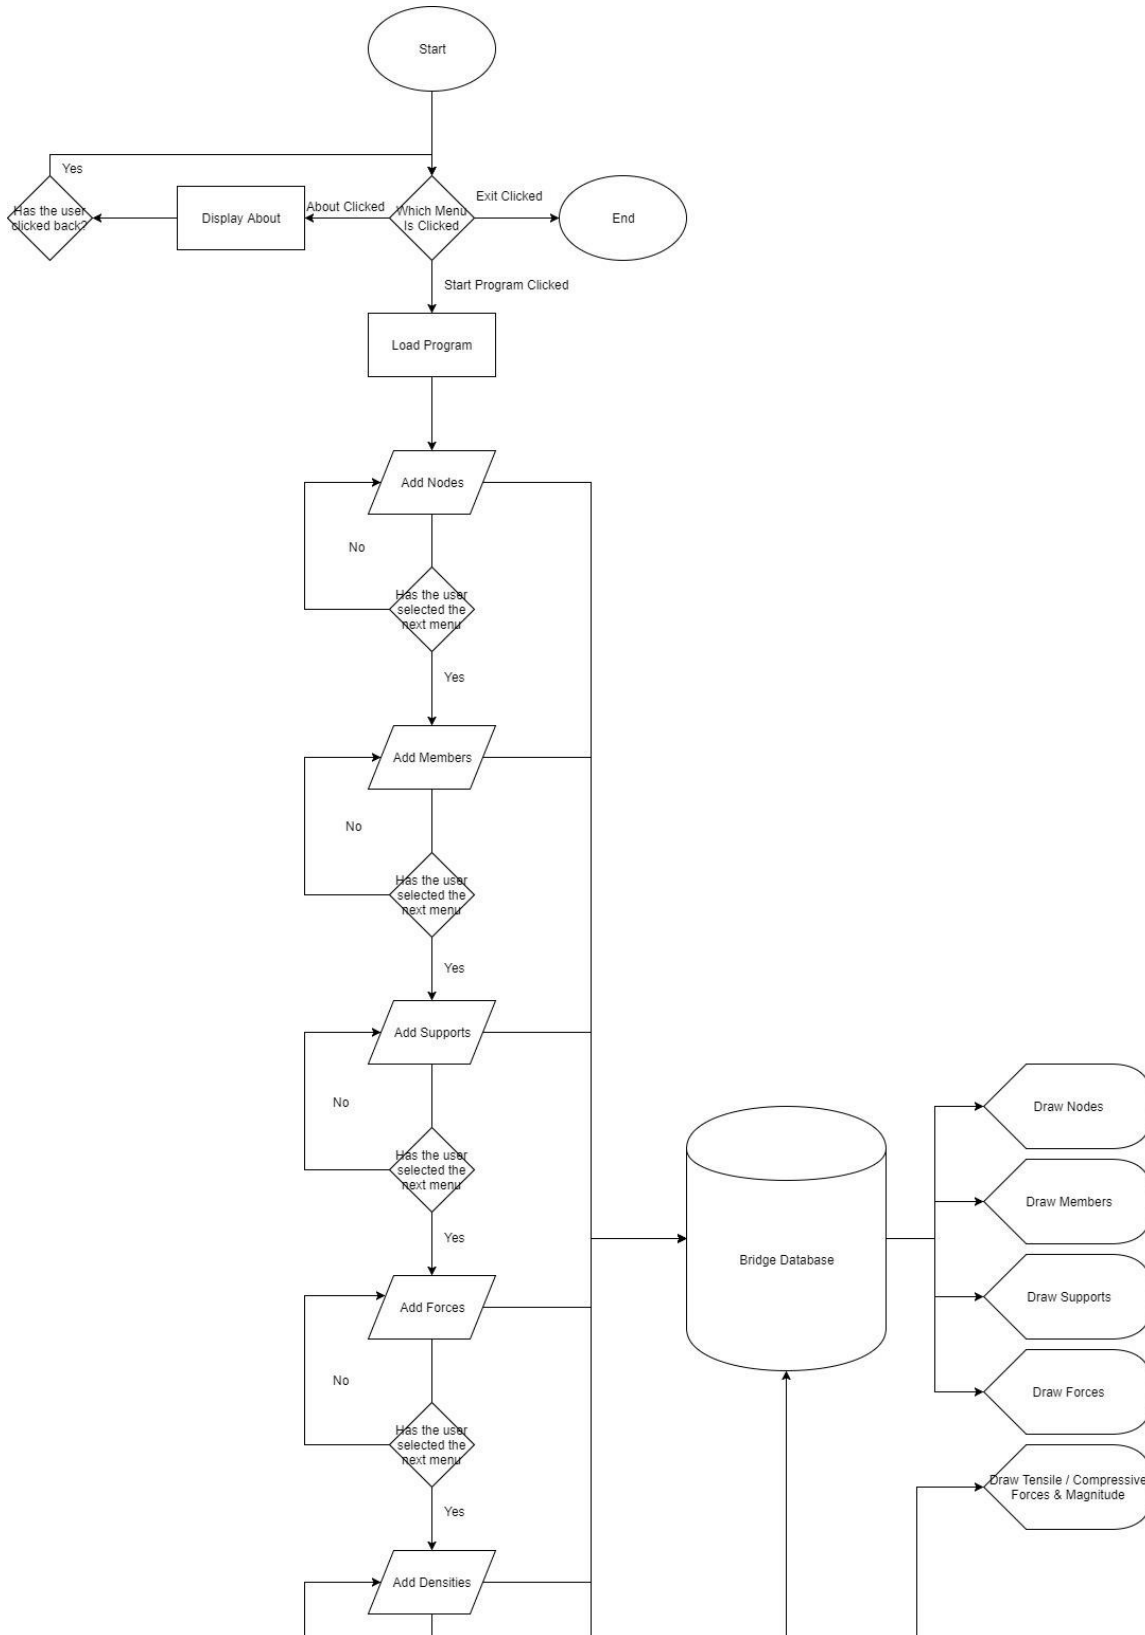 Start
Yes
Has the user
clicked back?
Display About
About Clicked
Which Menu
Is Clicked
Exit Clicked
End
Start Program Clicked
Load Program
Add Nodes
No
Has the user
selected the
next menu
Yes
Add Members
No
Has the user
selected the
next menu
Yes
Add Supports
No
Has the user
selected the
next menu
Yes
Add Forces
No
Has the user
selected the
next menu
Yes
Add Densities
Bridge Database
Draw Nodes
Draw Members
Draw Supports
Draw Forces
Draw Tensile / Compressive
Forces & Magnitude